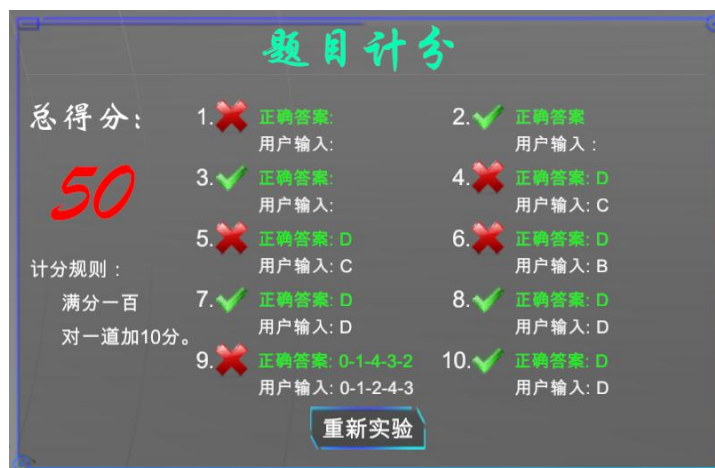 题目计分
总得分:
50
计分规则：
满分一百
对一道加10分。
1. 正确答案:
用户输入:
2. 正确答案
用户输入：
3. 正确答案:
用户输入:
4. 正确答案: D
用户输入: C
5. 正确答案: D
用户输入: C
6. 正确答案: D
用户输入: B
7. 正确答案: D
用户输入: D
8. 正确答案: D
用户输入: D
9. 正确答案: 0-1-4-3-2
用户输入: 0-1-2-4-3
10. 正确答案: D
用户输入: D
重新实验